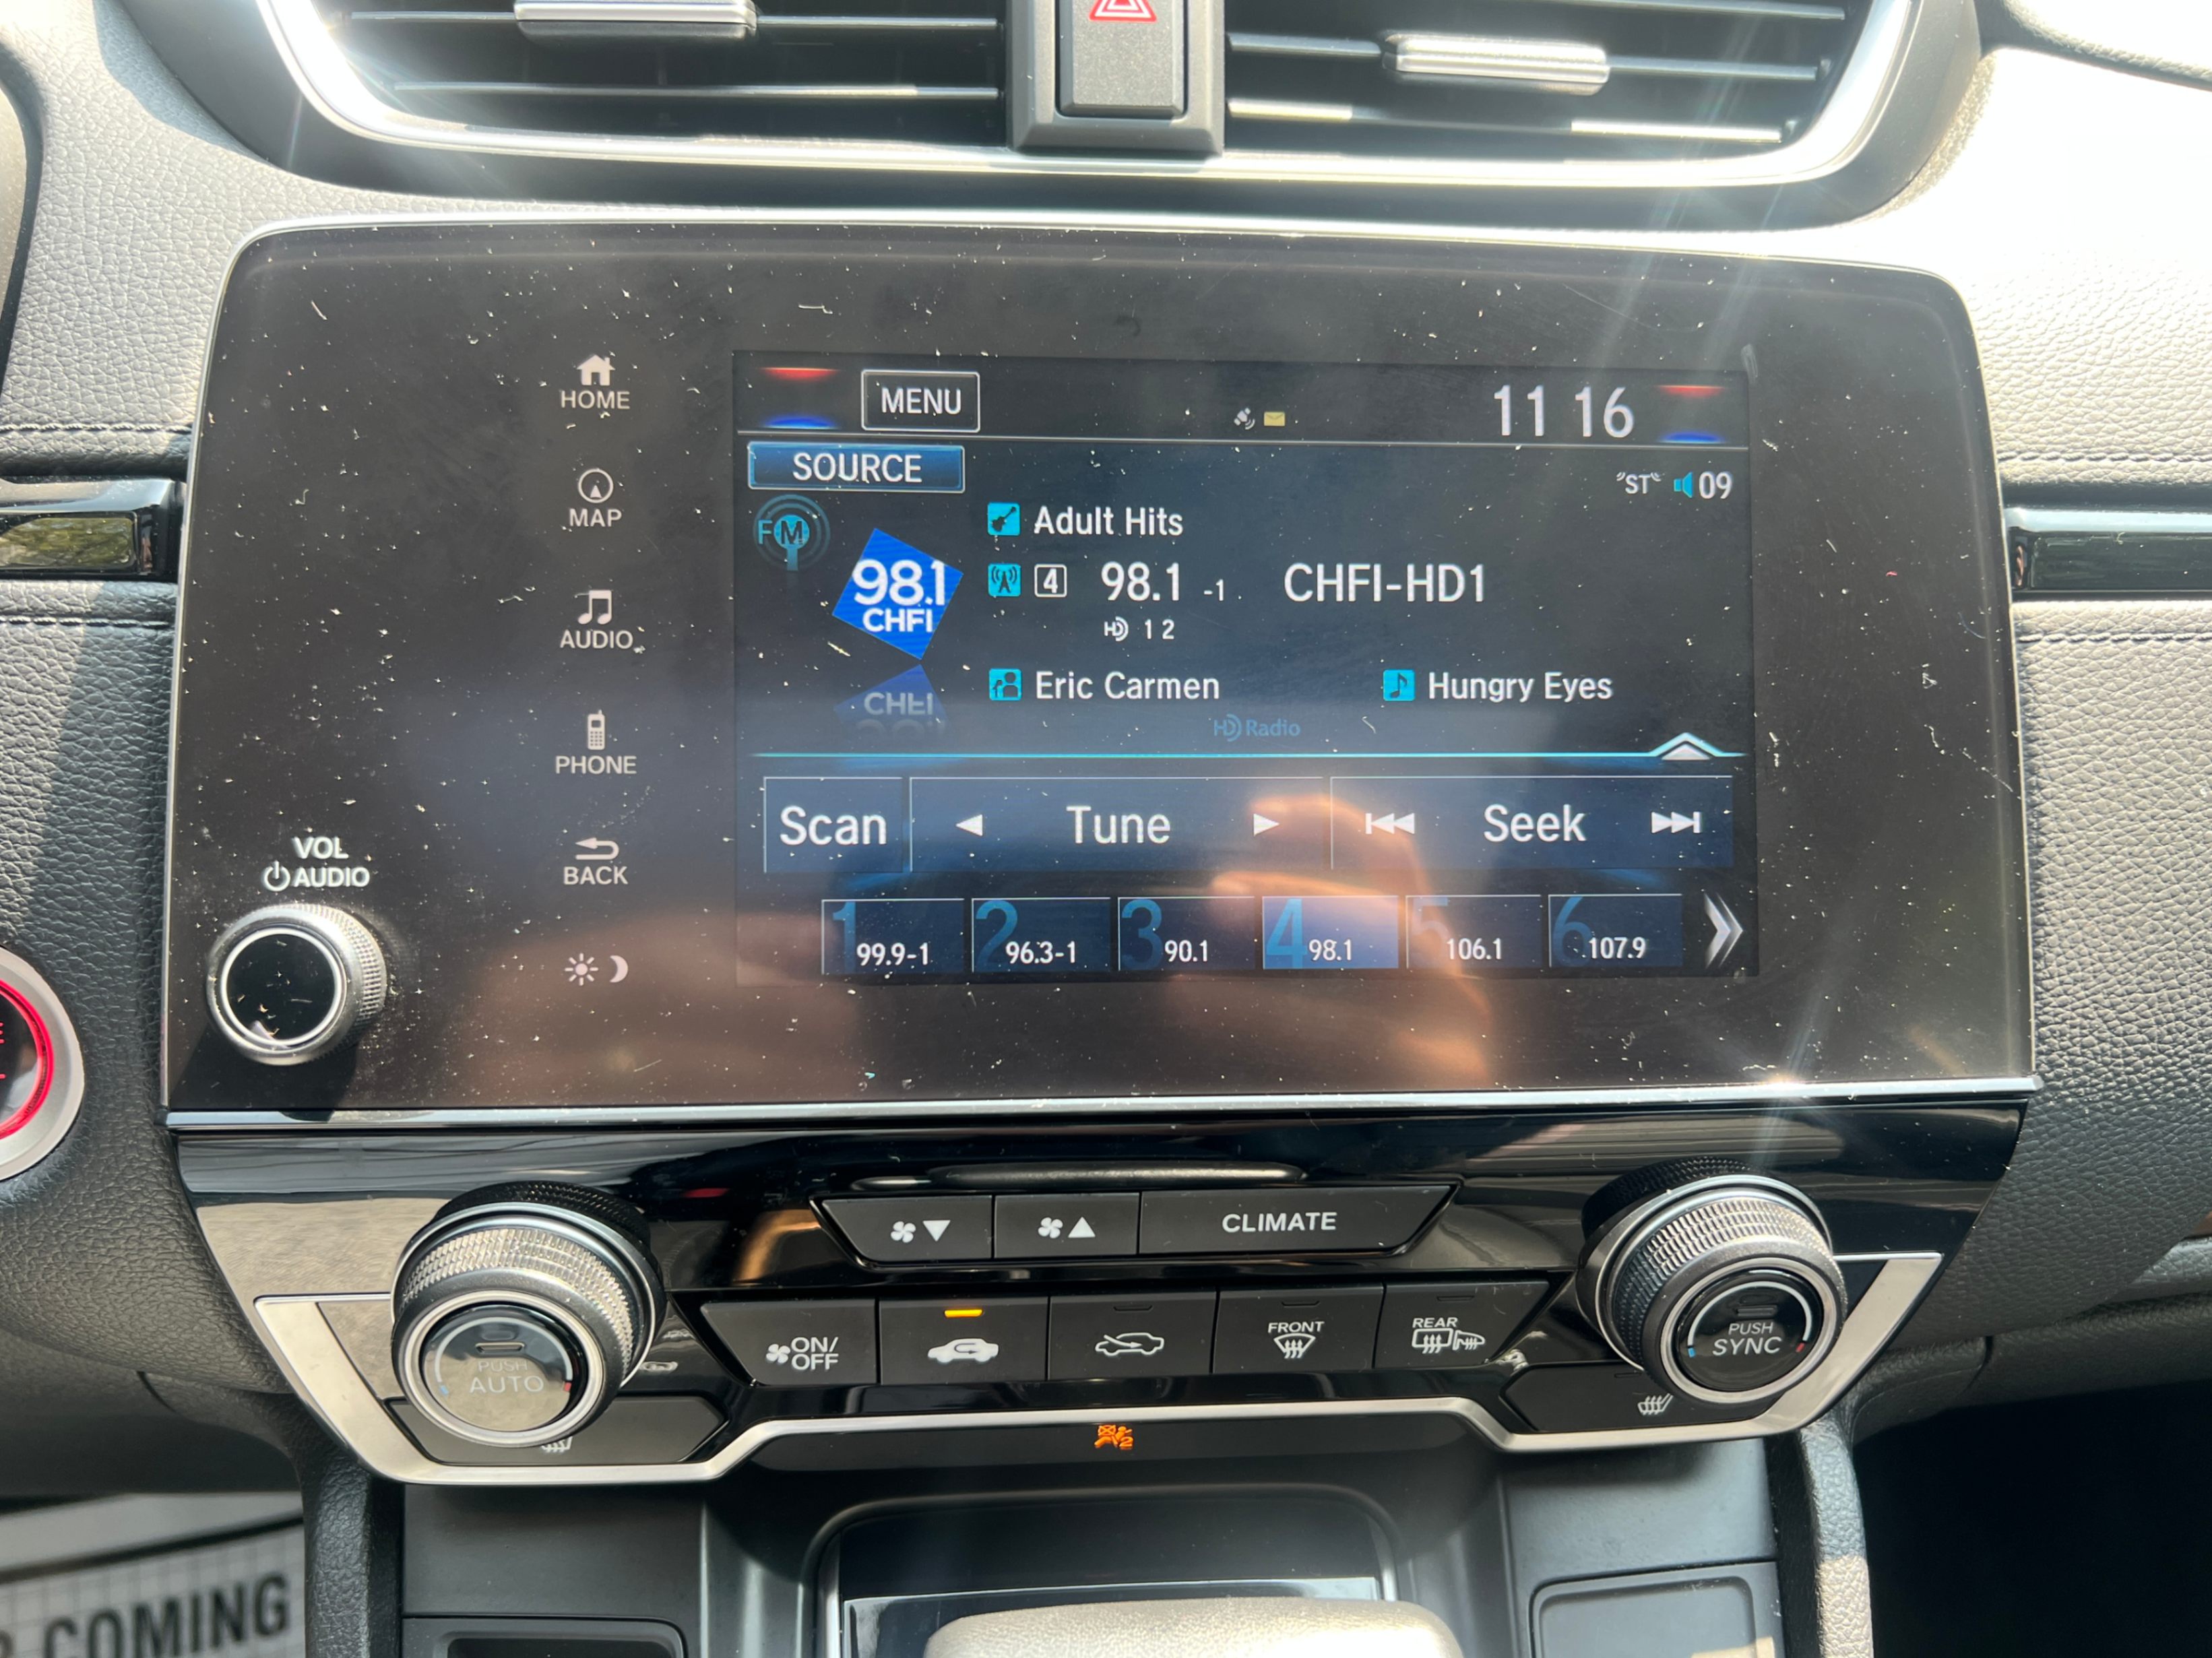 HOME
MENU
11 16
SOURCE
"ST" 09
MAP
FM
Adult Hits
98.1
CHFI
4 98.1 -1 CHFI-HD1
HD 1 2
AUDIO
Eric Carmen Hungry Eyes
HD Radio
PHONE
Scan Tune Seek
VOL
AUDIO
BACK
1 99.9-1
2 96.3-1
3 90.1
4 98.1
5 106.1
6 107.9
CLIMATE
ON/
OFF
FRONT
REAR
PUSH
AUTO
PUSH
SYNC
2
COMING